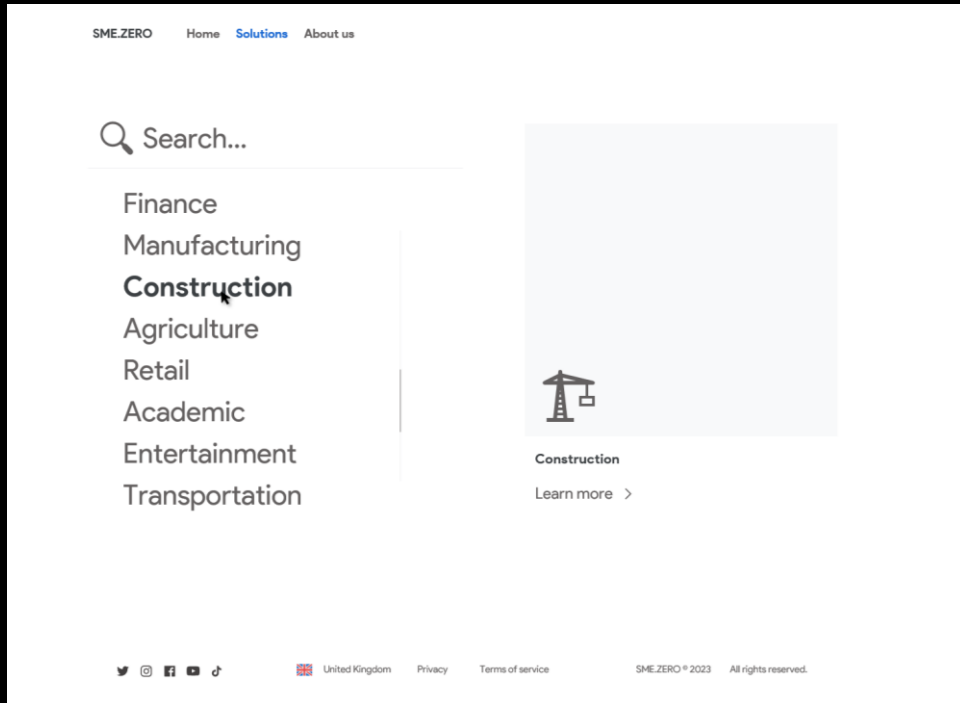 SME.ZERO Home Solutions About us
Search...
Finance
Manufacturing
Construction
Agriculture
Retail
Academic
Entertainment
Transportation
Construction
Learn more
United Kingdom Privacy Terms of service SME.ZERO © 2023 All rights reserved.